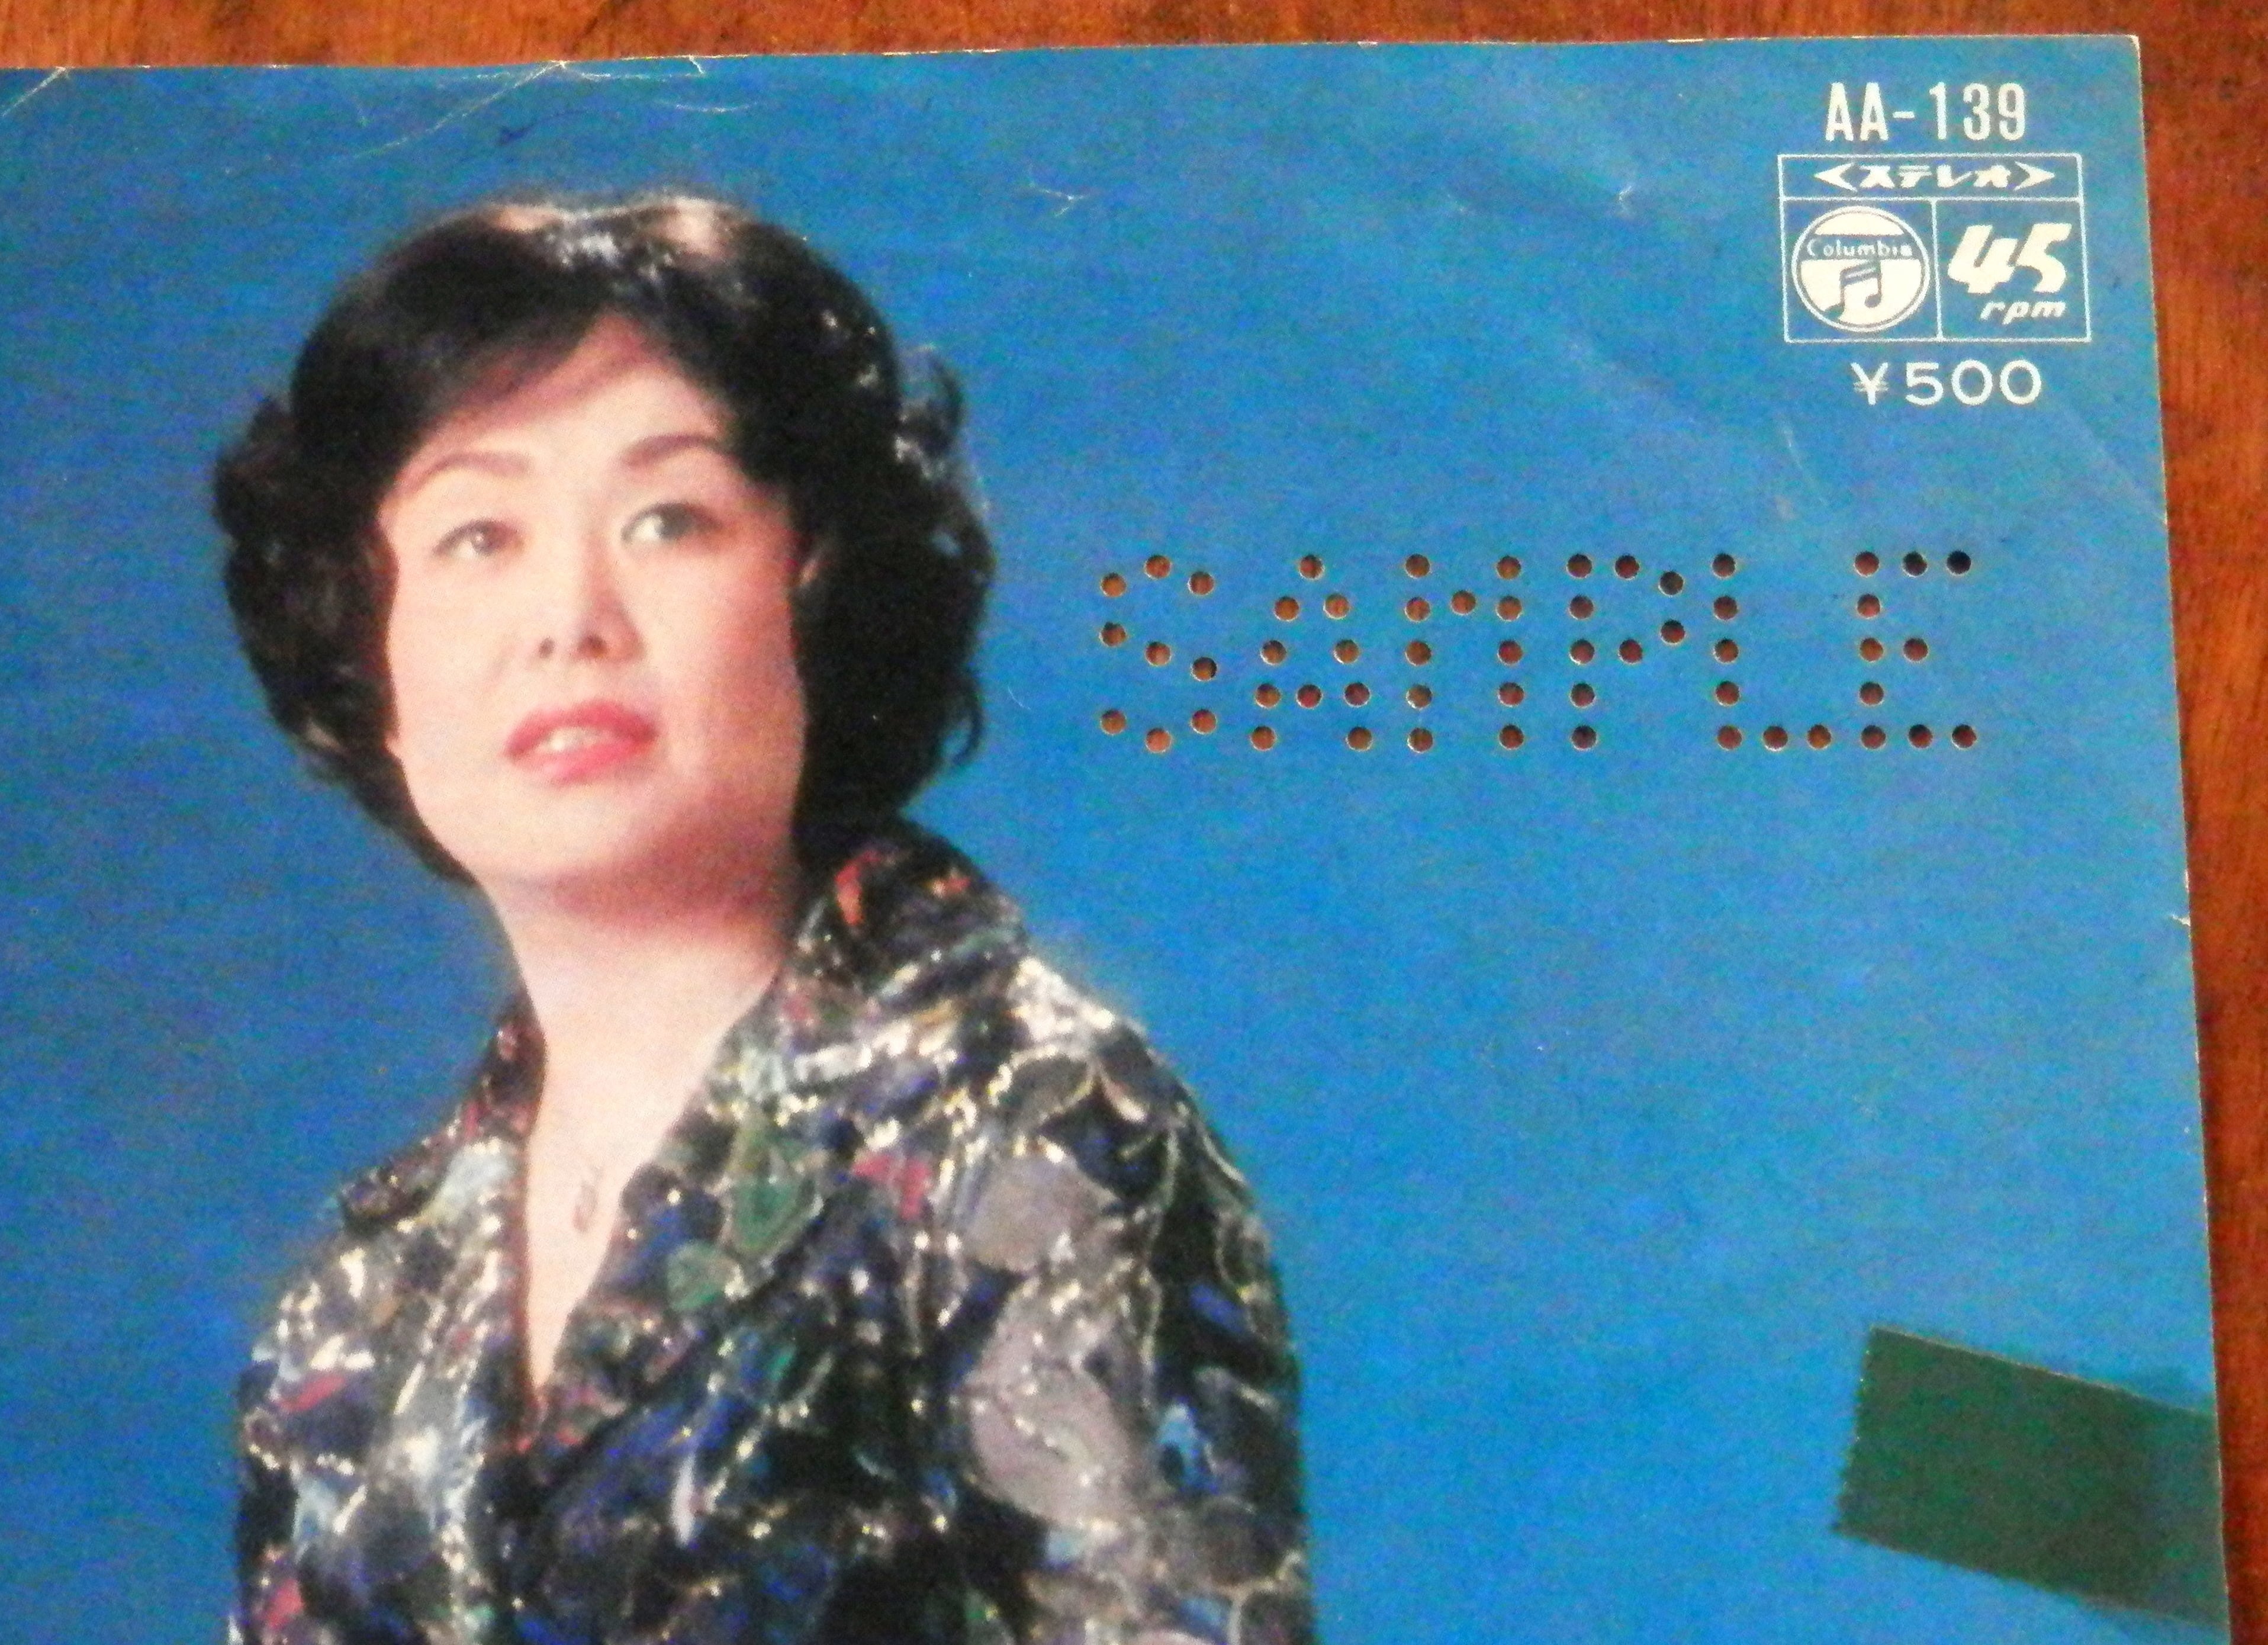 AA-139
<ステレオ>
Columbia
45
rpm
¥500
SAMPLE